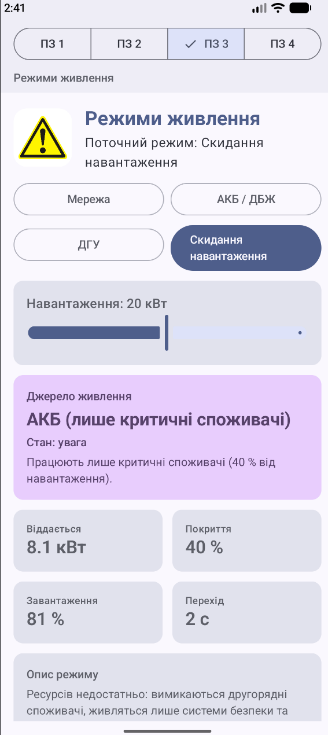 2:41
ПЗ 1
ПЗ 2
ПЗ 3
ПЗ 4
Режими живлення
Режими живлення
Поточний режим: Скидання
навантаження
Мережа
АКБ / ДБЖ
ДГУ
Скидання
навантаження
Навантаження: 20 кВт
Джерело живлення
АКБ (лише критичні споживачі)
Стан: увага
Працюють лише критичні споживачі (40 % від
навантаження).
Віддається
8.1 кВт
Покриття
40 %
Завантаження
81 %
Перехід
2 с
Опис режиму
Ресурсів недостатньо: вимикаються другорядні
споживачі, живляться лише системи безпеки та